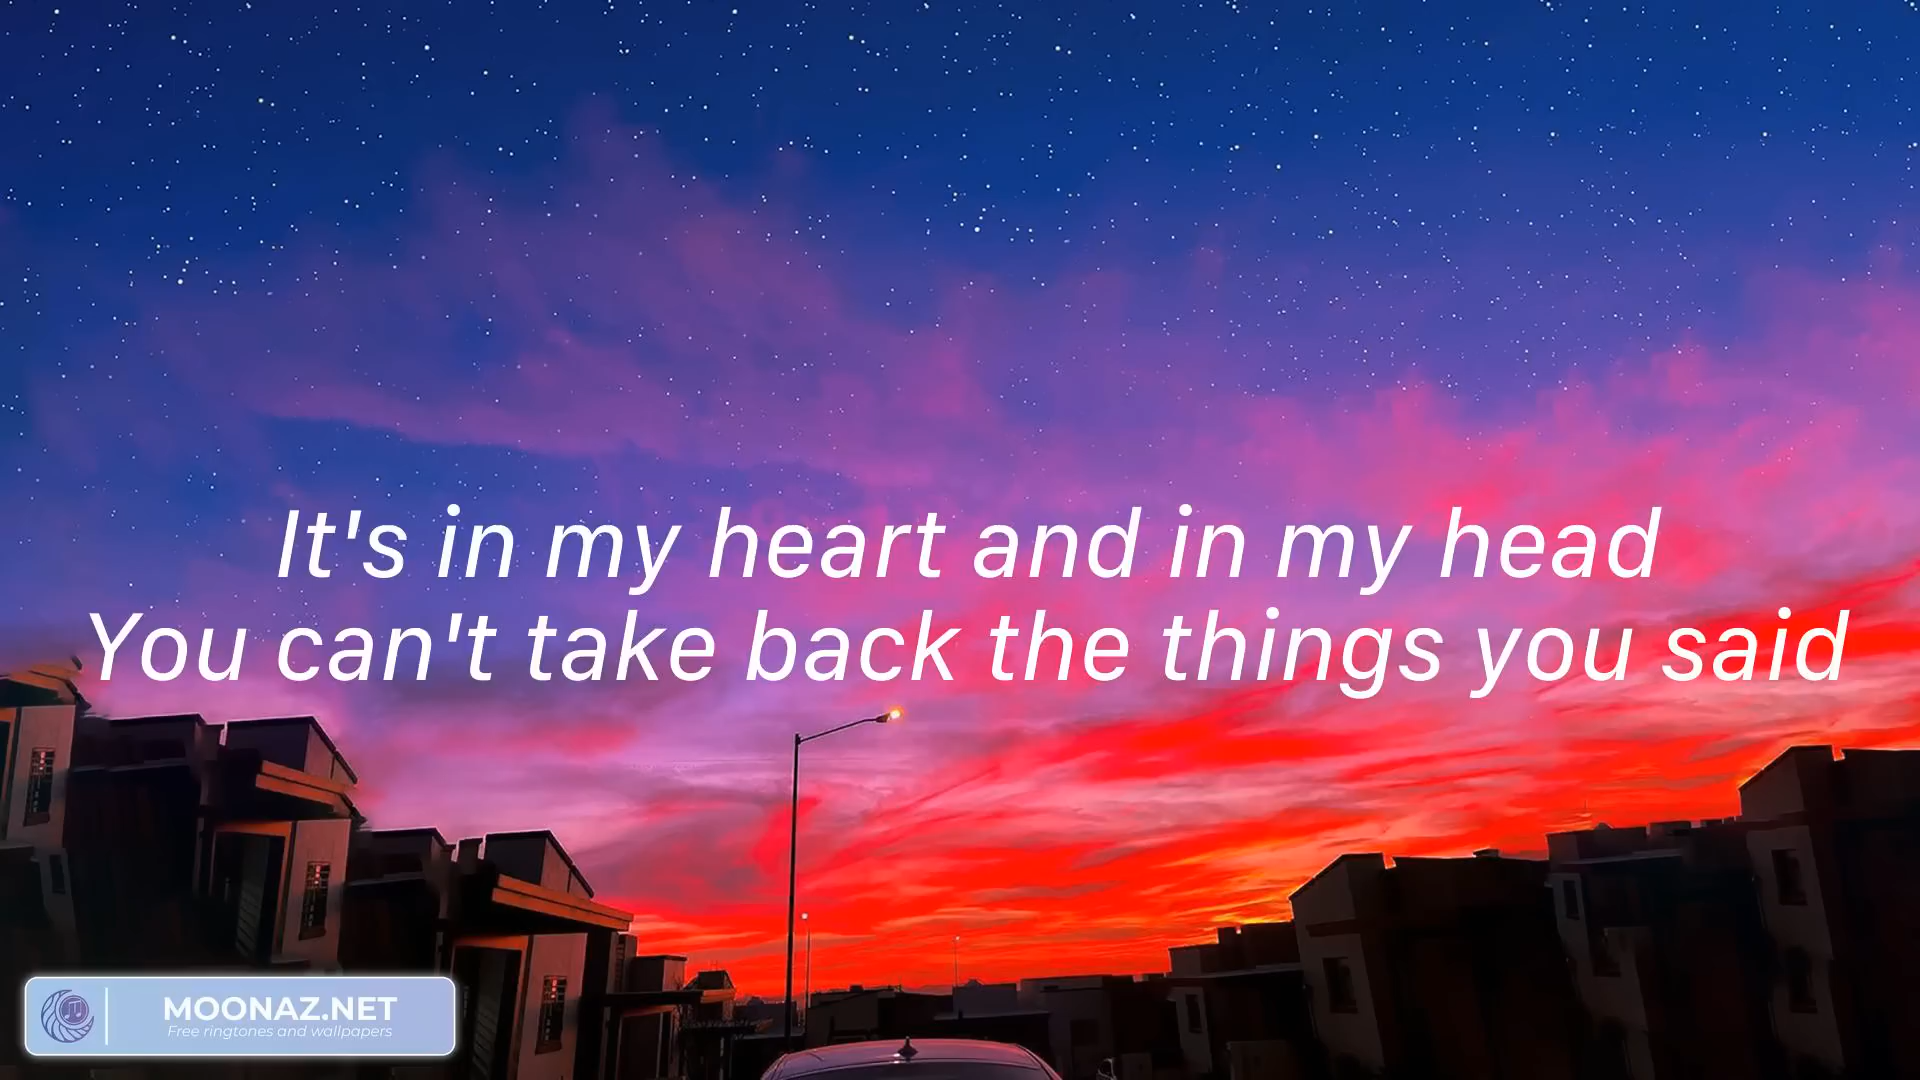 It's in my heart and in my head
You can't take back the things you said
MOONAZ.NET
Free ringtones and wallpapers